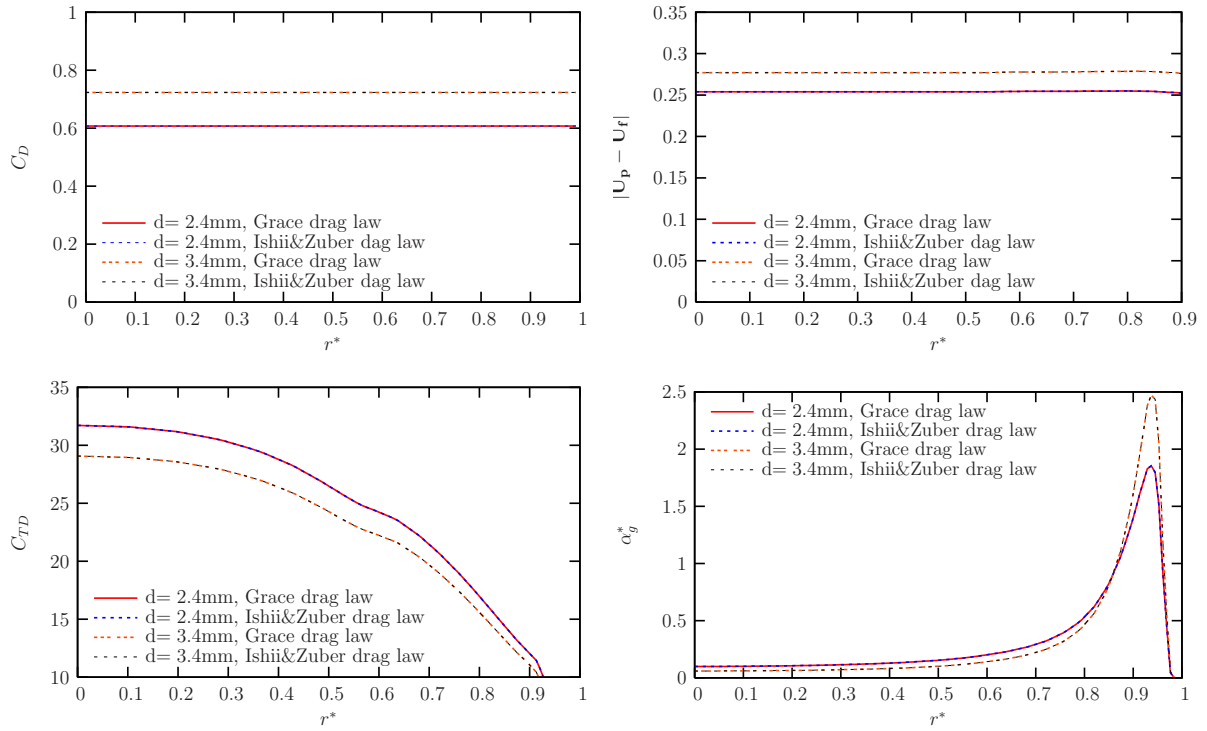 1
0.8
0.6
0.4
0.2
0
C_D
d= 2.4mm, Grace drag law
d= 2.4mm, Ishii&Zuber dag law
d= 3.4mm, Grace drag law
d= 3.4mm, Ishii&Zuber dag law
0 0.1 0.2 0.3 0.4 0.5 0.6 0.7 0.8 0.9 1
r*
0.35
0.3
0.25
0.2
0.15
0.1
0.05
0
|U_p − U_f|
d= 2.4mm, Grace drag law
d= 2.4mm, Ishii&Zuber dag law
d= 3.4mm, Grace drag law
d= 3.4mm, Ishii&Zuber dag law
0 0.1 0.2 0.3 0.4 0.5 0.6 0.7 0.8 0.9
r*
35
30
25
20
15
10
C_{TD}
d= 2.4mm, Grace drag law
d= 2.4mm, Ishii&Zuber drag law
d= 3.4mm, Grace drag law
d= 3.4mm, Ishii&Zuber drag law
0 0.1 0.2 0.3 0.4 0.5 0.6 0.7 0.8 0.9 1
r*
2.5
2
1.5
1
0.5
0
α_g^*
d= 2.4mm, Grace drag law
d= 2.4mm, Ishii&Zuber drag law
d= 3.4mm, Grace drag law
d= 3.4mm, Ishii&Zuber drag law
0 0.1 0.2 0.3 0.4 0.5 0.6 0.7 0.8 0.9 1
r*